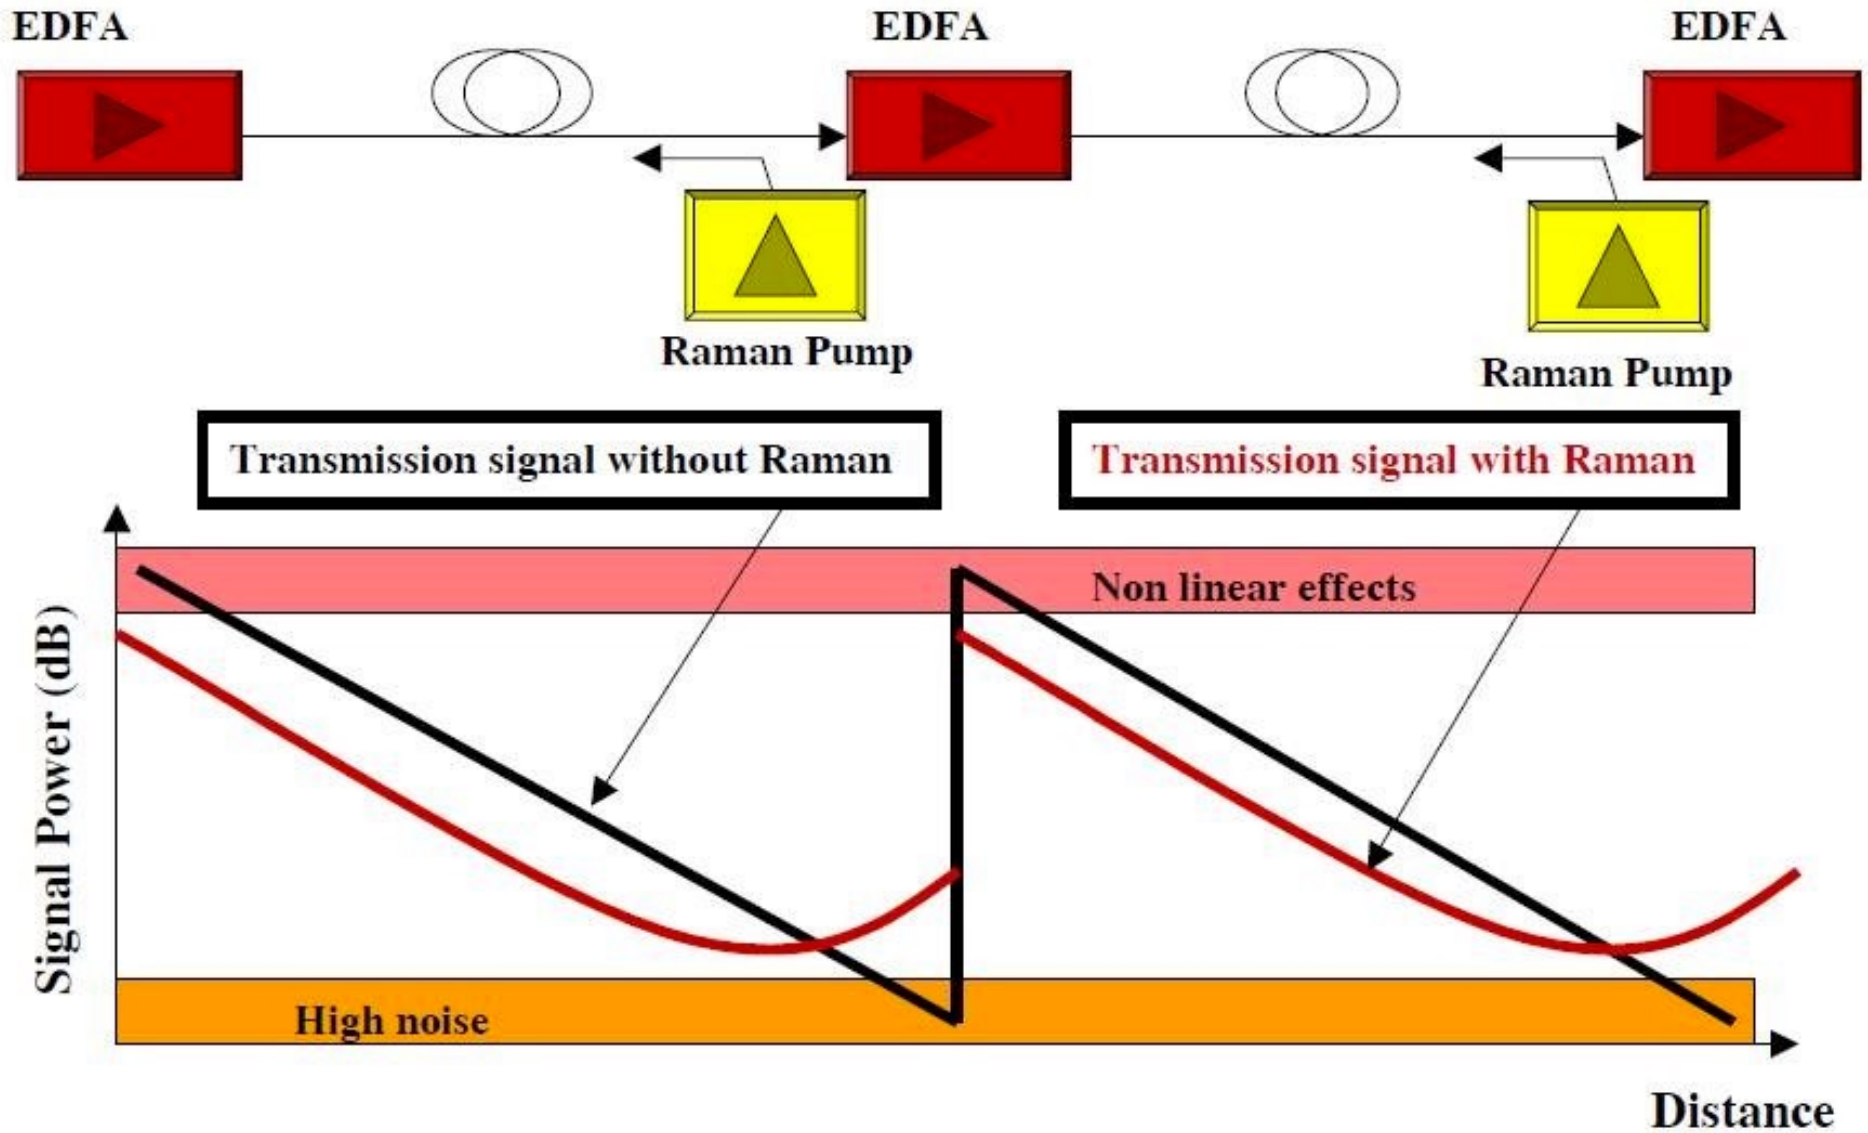 EDFA
EDFA
EDFA
Raman Pump
Raman Pump
Transmission signal without Raman
Transmission signal with Raman
Non linear effects
Signal Power (dB)
High noise
Distance